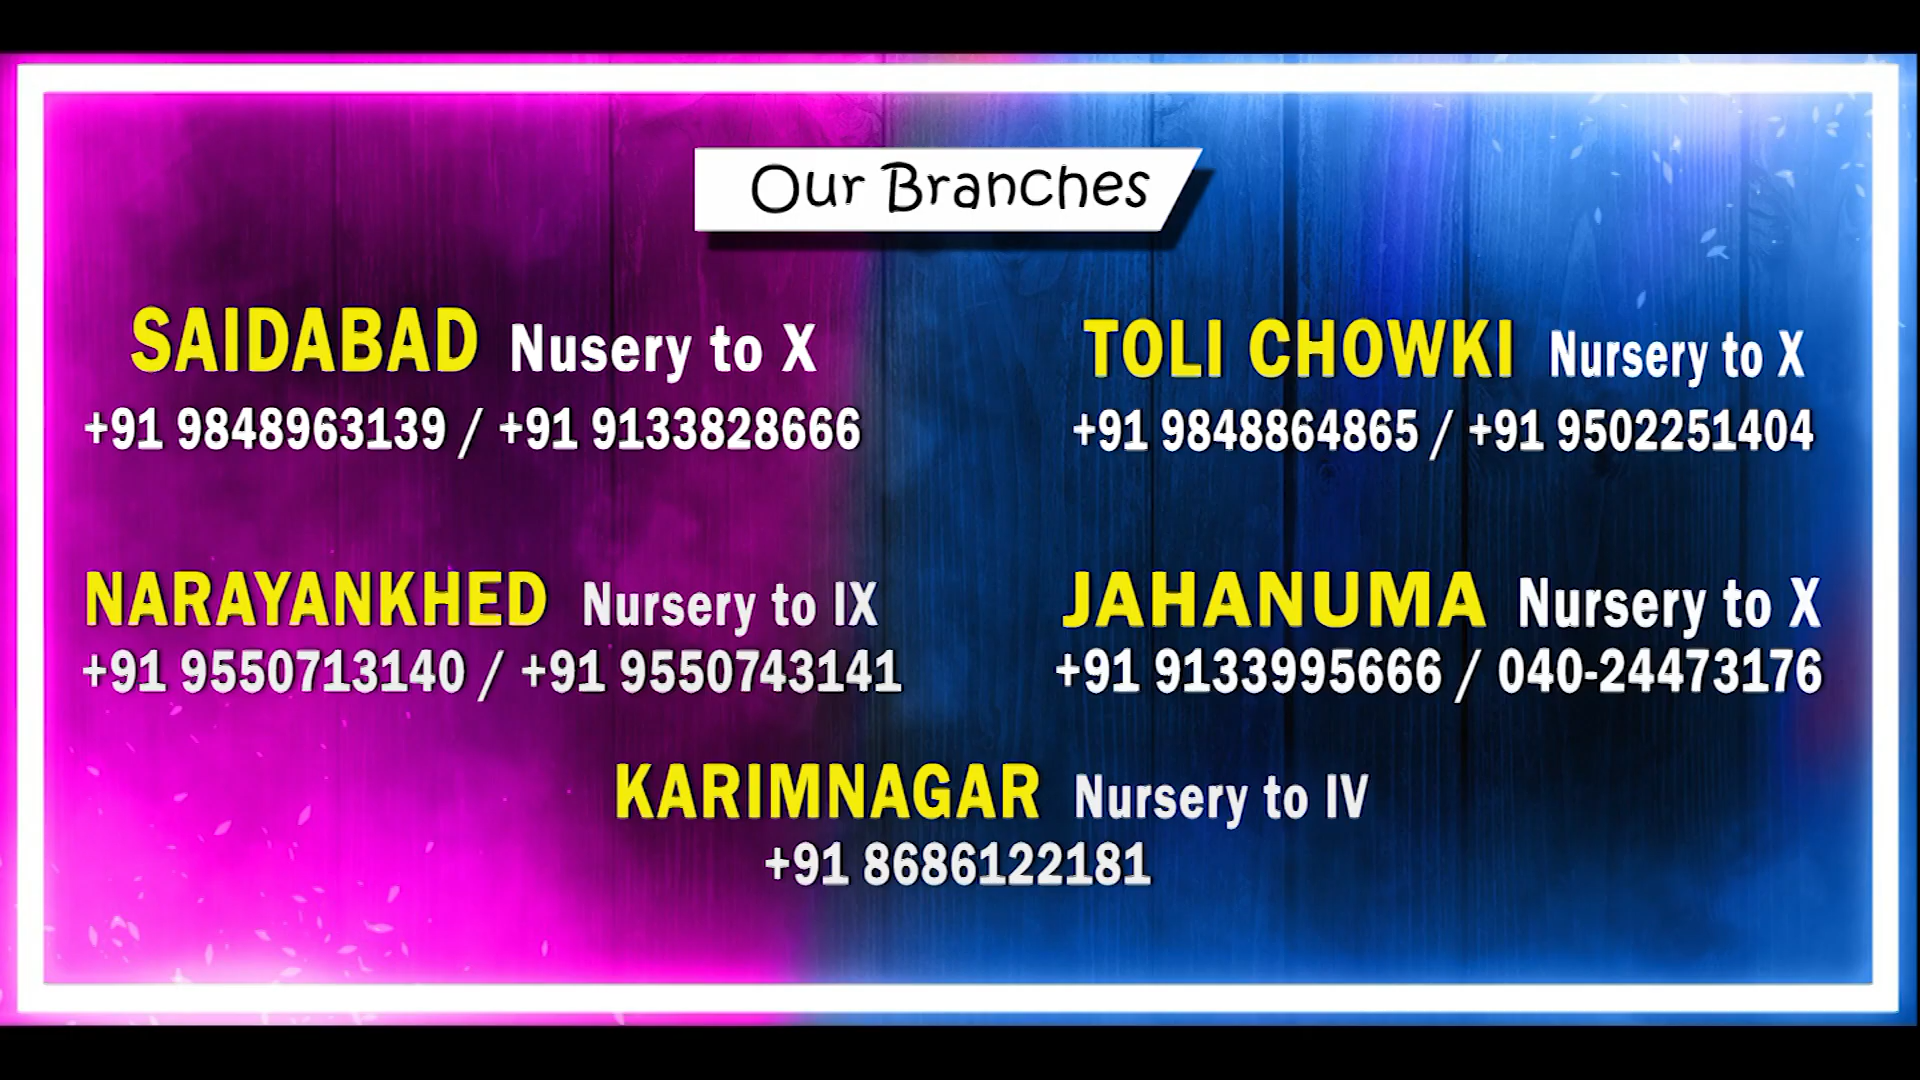 Our Branches
SAIDABAD Nusery to X
+91 9848963139 / +91 9133828666
TOLI CHOWKI Nursery to X
+91 9848864865 / +91 9502251404
NARAYANKHED Nursery to IX
+91 9550713140 / +91 9550743141
JAHANUMA Nursery to X
+91 9133995666 / 040-24473176
KARIMNAGAR Nursery to IV
+91 8686122181